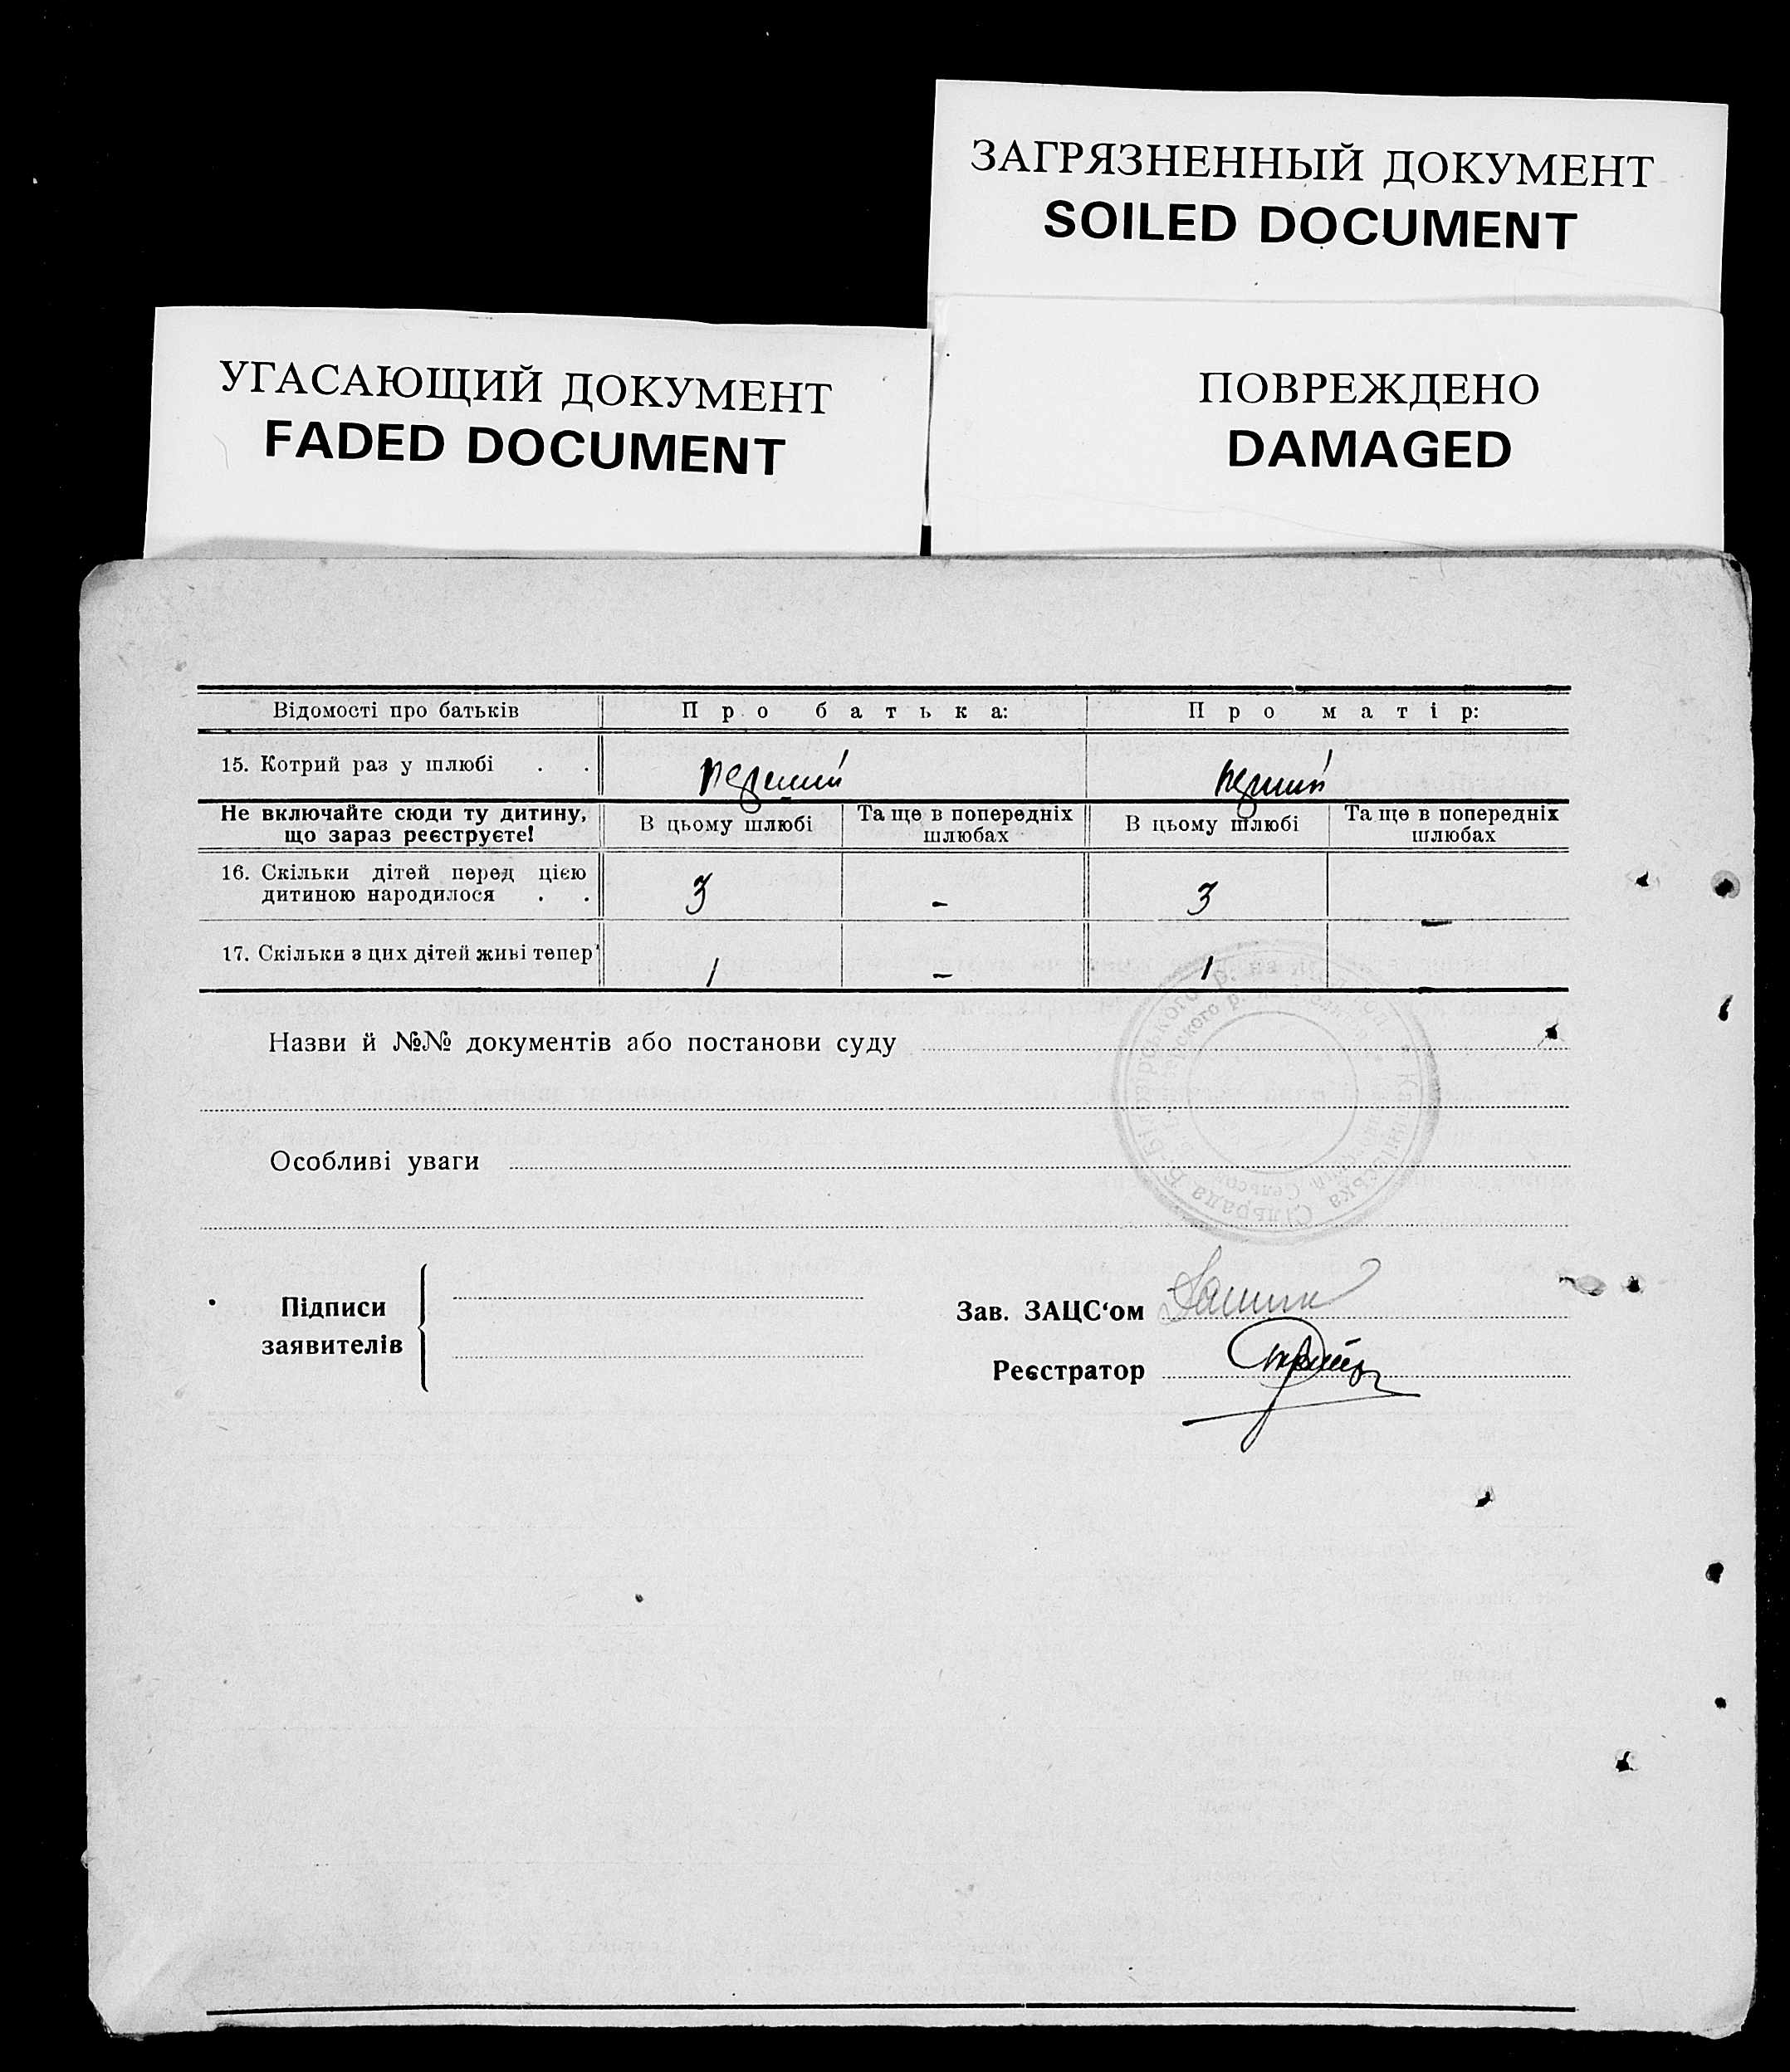 ЗАГРЯЗНЕННЫЙ ДОКУМЕНТ
SOILED DOCUMENT
УГАСАЮЩИЙ ДОКУМЕНТ
FADED DOCUMENT
ПОВРЕЖДЕНО
DAMAGED
Відомості про батьків Про батька: Про матір:
15. Котрий раз у шлюбі . . перший перший
Не включайте сюди ту дитину,
що зараз реєструєте!
В цьому шлюбі
Та ще в попередніх
шлюбах
В цьому шлюбі
Та ще в попередніх
шлюбах
16. Скільки дітей перед цією
дитиною народилося . . 3 - 3 -
17. Скільки з цих дітей живі тепер 1 - 1 -
Назви й №№ документів або постанови суду
Особливі уваги
Сільрада
Підписи
заявителів
Зав. ЗАЦС'ом
Реєстратор